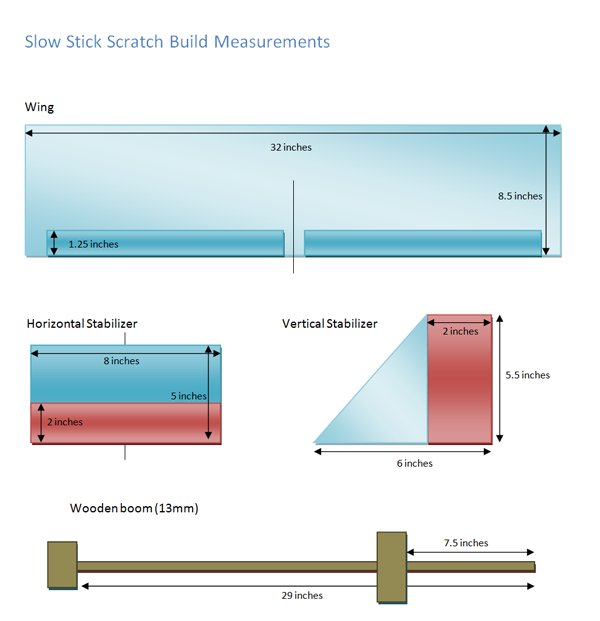 Slow Stick Scratch Build Measurements
Wing
32 inches
8.5 inches
1.25 inches
Horizontal Stabilizer
Vertical Stabilizer
8 inches
2 inches
5 inches
5.5 inches
2 inches
6 inches
Wooden boom (13mm)
7.5 inches
29 inches